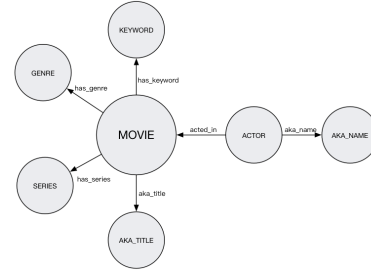 KEYWORD
GENRE
has_genre
has_keyword
MOVIE
acted_in
ACTOR
aka_name
AKA_NAME
SERIES
has_series
aka_title
AKA_TITLE